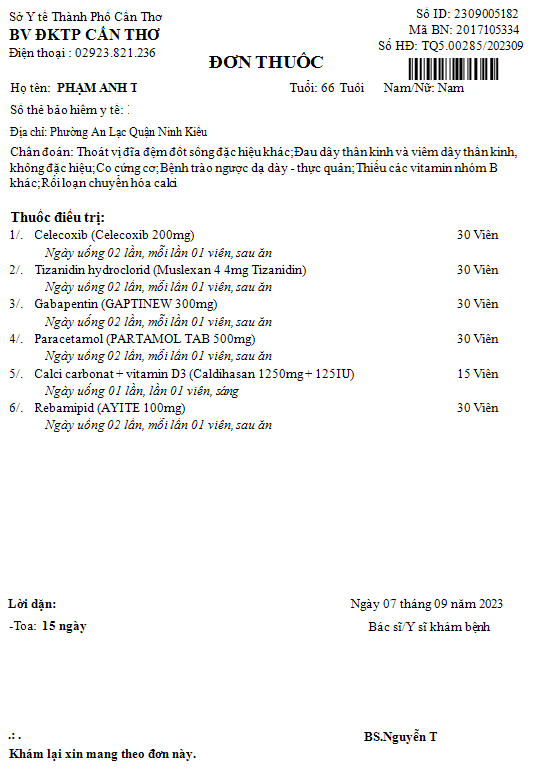 Sở Y tế Thành Phố Cần Thơ
BV ĐKTP CẦN THƠ
Điện thoại : 02923.821.236
Số ID: 2309005182
Mã BN: 2017105334
Số HĐ: TQ5.00285/202309
ĐƠN THUỐC
Họ tên: PHẠM ANH T Tuổi: 66 Tuổi Nam/Nữ: Nam
Số thẻ bảo hiểm y tế:
Địa chỉ: Phường An Lạc Quận Ninh Kiều
Chẩn đoán: Thoát vị đĩa đệm đốt sống đặc hiệu khác;Đau dây thần kinh và viêm dây thần kinh,
không đặc hiệu;Co cứng cơ;Bệnh trào ngược dạ dày - thực quản;Thiếu các vitamin nhóm B
khác;Rối loạn chuyển hóa calci
Thuốc điều trị:
1/. Celecoxib (Celecoxib 200mg) 30 Viên
Ngày uống 02 lần, mỗi lần 01 viên, sau ăn
2/. Tizanidin hydroclorid (Muslexan 4 4mg Tizanidin) 30 Viên
Ngày uống 02 lần, mỗi lần 01 viên, sau ăn
3/. Gabapentin (GAPTINEW 300mg) 30 Viên
Ngày uống 02 lần, mỗi lần 01 viên, sau ăn
4/. Paracetamol (PARTAMOL TAB 500mg) 30 Viên
Ngày uống 02 lần, mỗi lần 01 viên, sau ăn
5/. Calci carbonat + vitamin D3 (Caldihasan 1250mg + 125IU) 15 Viên
Ngày uống 01 lần, lần 01 viên, sáng
6/. Rebamipid (AYITE 100mg) 30 Viên
Ngày uống 02 lần, mỗi lần 01 viên, sau ăn
Lời dặn:
Ngày 07 tháng 09 năm 2023
-Toa: 15 ngày
Bác sĩ/Y sĩ khám bệnh
.: .
BS.Nguyễn T
Khám lại xin mang theo đơn này.